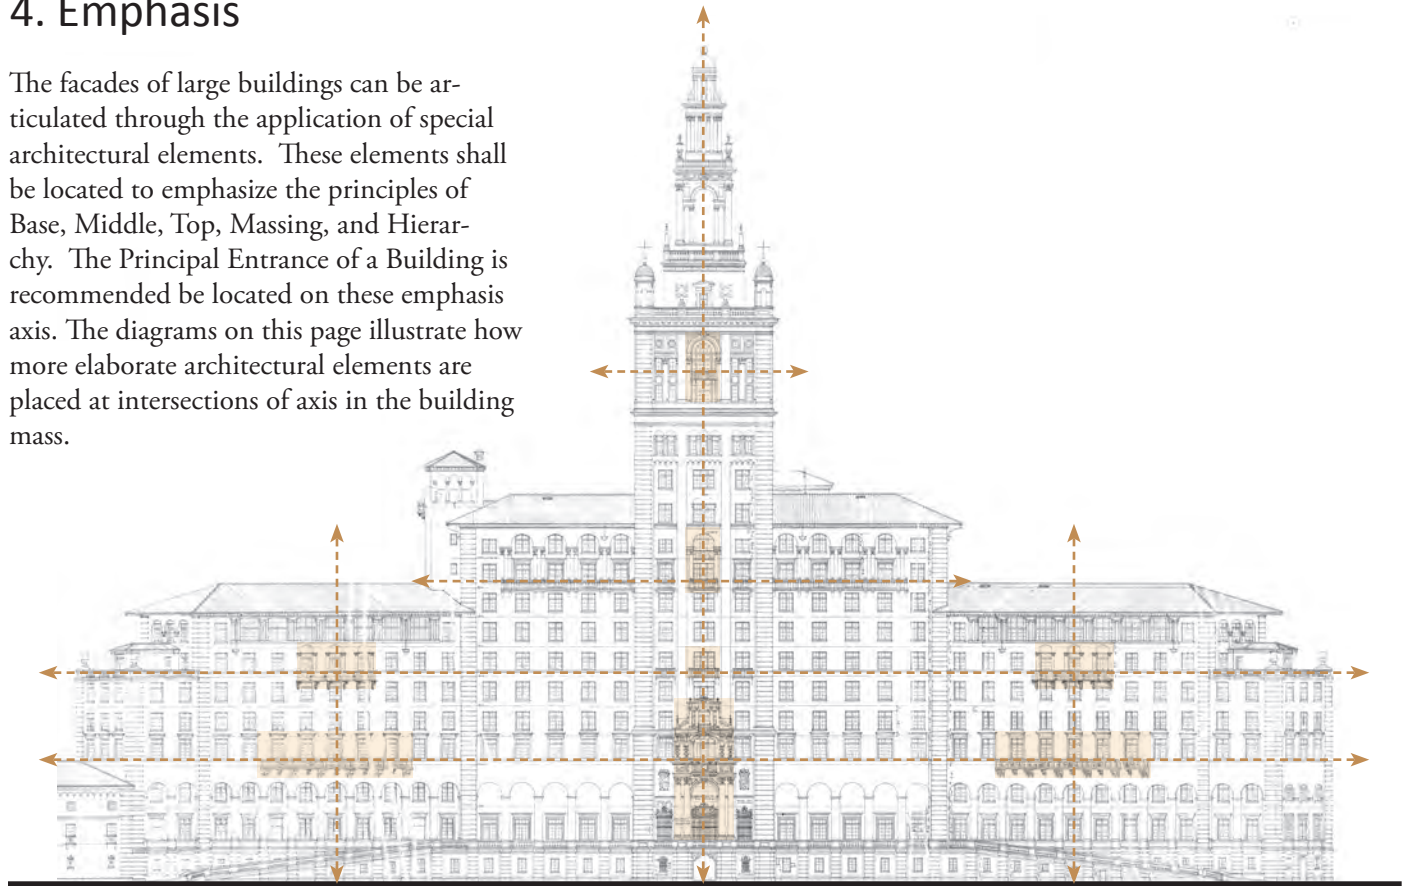 4. Emphasis
The facades of large buildings can be ar-
ticulated through the application of special
architectural elements.  These elements shall
be located to emphasize the principles of
Base, Middle, Top, Massing, and Hierar-
chy.  The Principal Entrance of a Building is
recommended be located on these emphasis
axis. The diagrams on this page illustrate how
more elaborate architectural elements are
placed at intersections of axis in the building
mass.